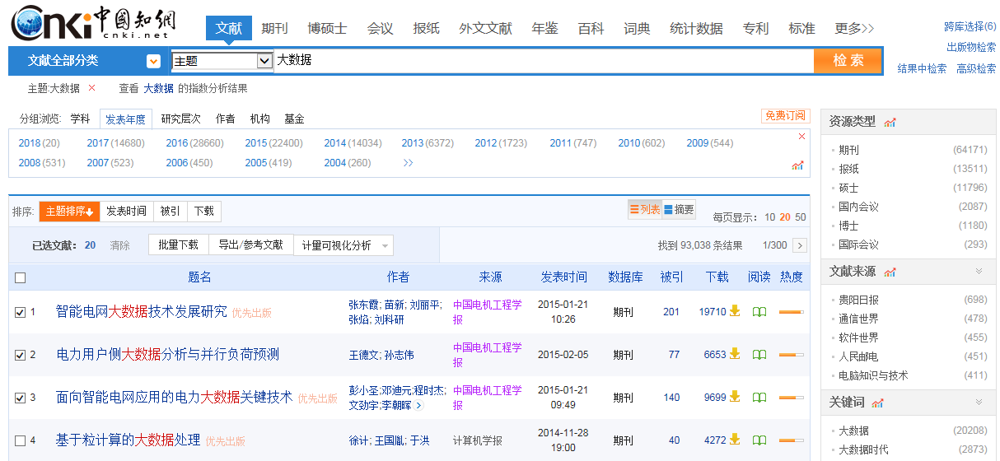 Cnki 中國知網
cnki.net
文献 期刊 博硕士 会议 报纸 外文文献 年鉴 百科 词典 统计数据 专利 标准 更多>>
跨库选择(6)
出版物检索
结果中检索 高级检索
文献全部分类 主题 大数据 检索
主题:大数据 × 查看 大数据 的指数分析结果
分组浏览: 学科 发表年度 研究层次 作者 机构 基金 免费订阅
2018(20) 2017(14680) 2016(28660) 2015(22400) 2014(14034) 2013(6372) 2012(1723) 2011(747) 2010(602) 2009(544)
2008(531) 2007(523) 2006(450) 2005(419) 2004(260) >>
排序: 主题排序 发表时间 被引 下载 列表 摘要 每页显示: 10 20 50
已选文献: 20 清除 批量下载 导出/参考文献 计量可视化分析 找到 93,038 条结果 1/300 >
题名 作者 来源 发表时间 数据库 被引 下载 阅读 热度
1 智能电网大数据技术发展研究 优先出版 张东霞; 苗新; 刘丽平; 中国电机工程学 2015-01-21 期刊 201 19710
张焰; 刘科研 报 10:26
2 电力用户侧大数据分析与并行负荷预测 王德文; 孙志伟 中国电机工程学 2015-02-05 期刊 77 6653
报
3 面向智能电网应用的电力大数据关键技术 优先出版 彭小圣;邓迪元;程时杰; 中国电机工程学 2015-01-21 期刊 140 9699
文劲宇;李朝晖 报 09:49
4 基于粒计算的大数据处理 优先出版 徐计; 王国胤; 于洪 计算机学报 2014-11-28 期刊 40 4272
19:00
资源类型
期刊 (64171)
报纸 (13511)
硕士 (11796)
国内会议 (2087)
博士 (1180)
国际会议 (293)
文献来源
贵阳日报 (698)
通信世界 (478)
软件世界 (455)
人民邮电 (451)
电脑知识与技术 (411)
关键词
大数据 (20208)
大数据时代 (2873)